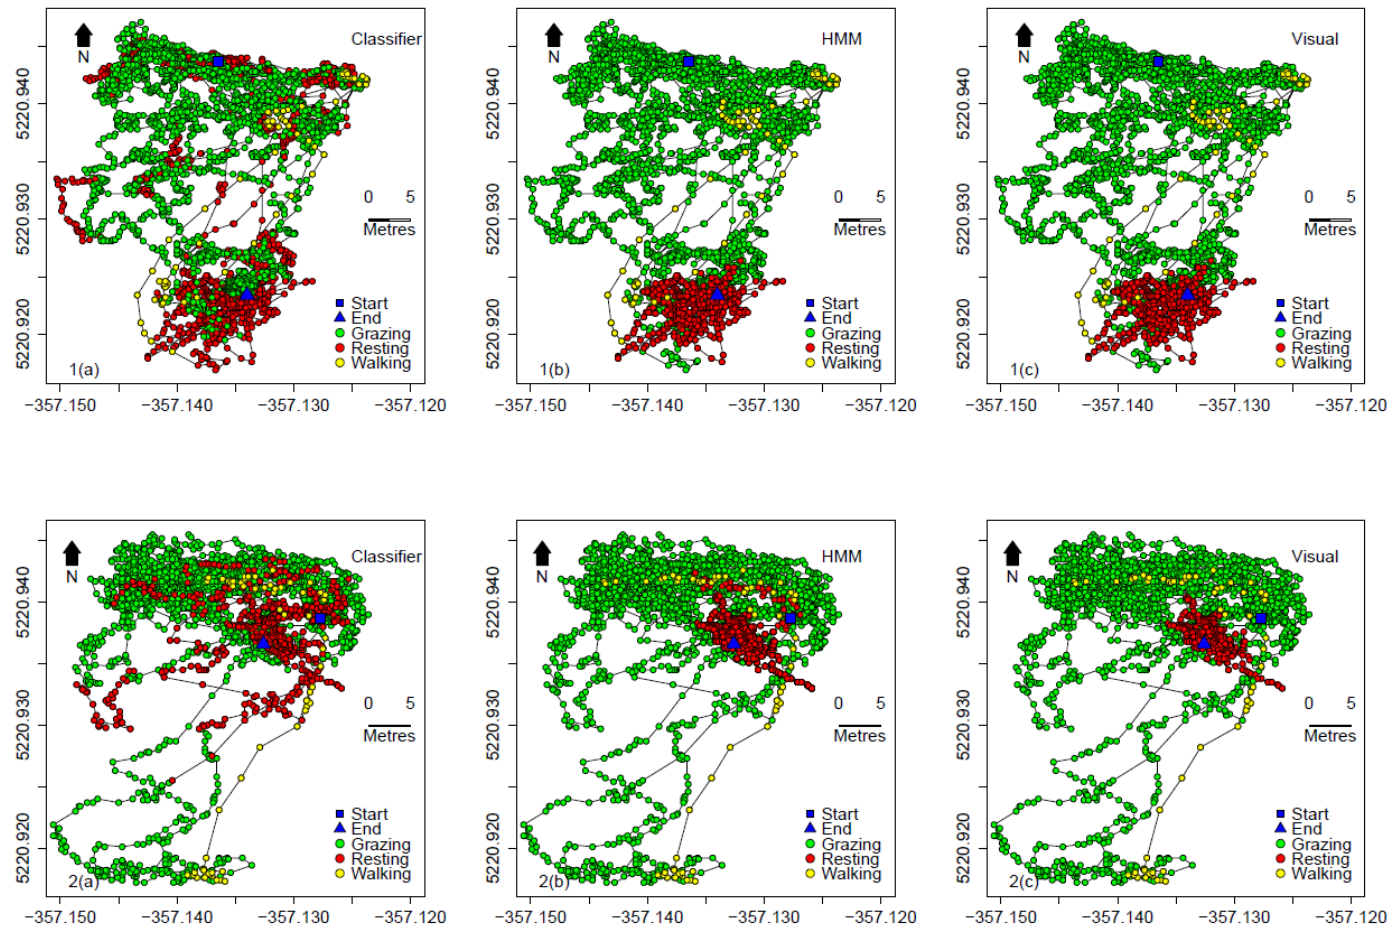 Classifier
N
5220.940
5220.930
5220.920
0 5
Metres
Start
End
Grazing
Resting
Walking
1(a)
−357.150 −357.140 −357.130 −357.120
HMM
N
5220.940
5220.930
5220.920
0 5
Metres
Start
End
Grazing
Resting
Walking
1(b)
−357.150 −357.140 −357.130 −357.120
Visual
N
5220.940
5220.930
5220.920
0 5
Metres
Start
End
Grazing
Resting
Walking
1(c)
−357.150 −357.140 −357.130 −357.120
Classifier
N
5220.940
5220.930
5220.920
0 5
Metres
Start
End
Grazing
Resting
Walking
2(a)
−357.150 −357.140 −357.130 −357.120
HMM
N
5220.940
5220.930
5220.920
0 5
Metres
Start
End
Grazing
Resting
Walking
2(b)
−357.150 −357.140 −357.130 −357.120
Visual
N
5220.940
5220.930
5220.920
0 5
Metres
Start
End
Grazing
Resting
Walking
2(c)
−357.150 −357.140 −357.130 −357.120